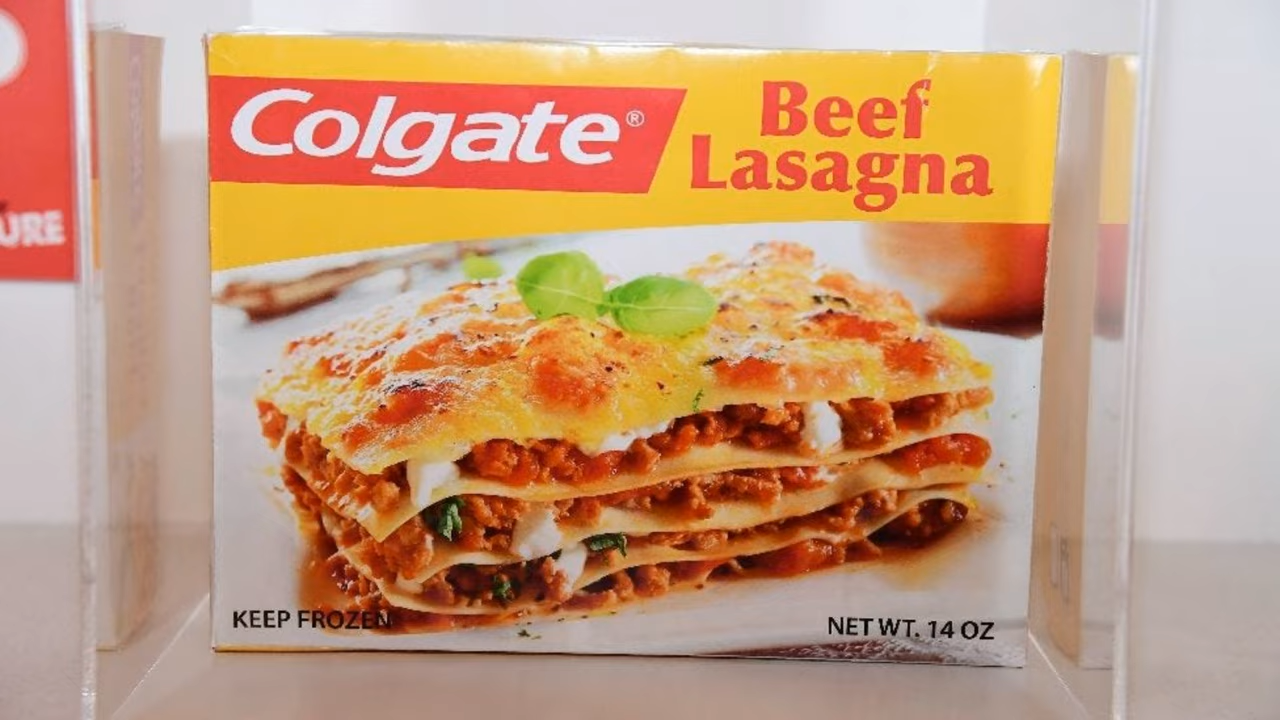 Colgate®
Beef
Lasagna
URE
KEEP FROZEN
NET WT. 14 OZ